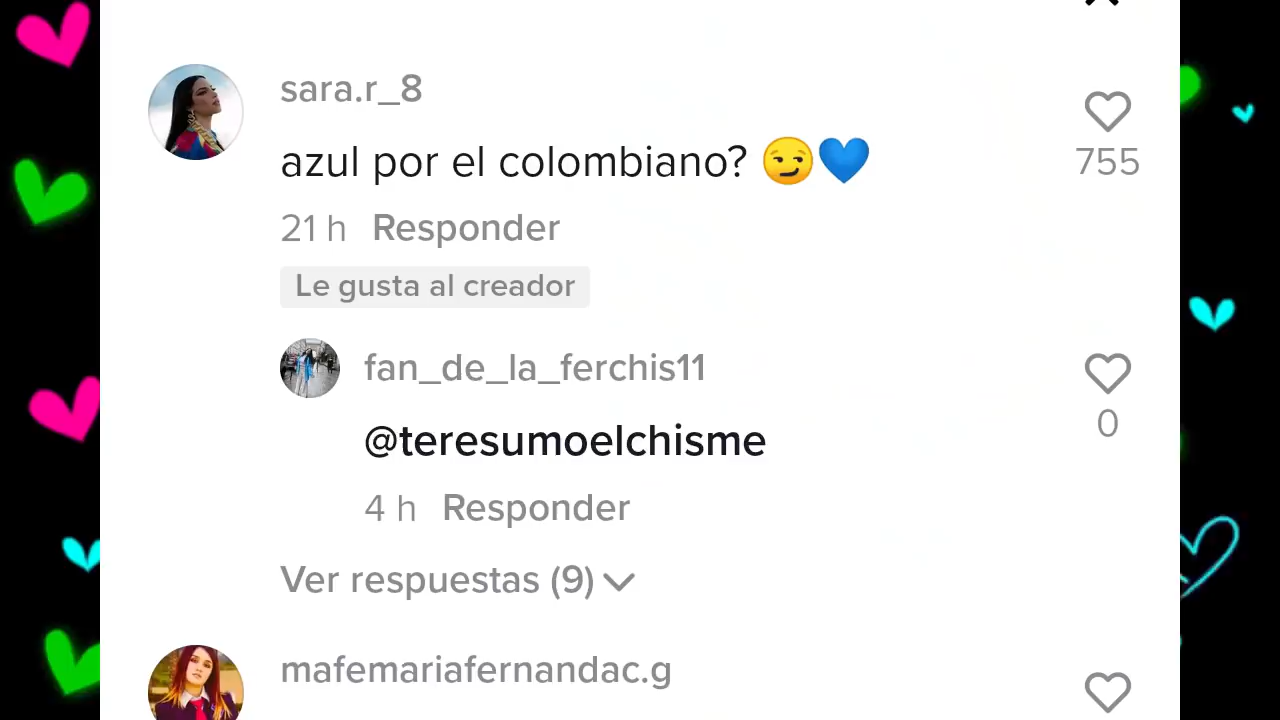 sara.r_8
755
azul por el colombiano? 😏💙
21 h Responder
Le gusta al creador
fan_de_la_ferchis11
0
@teresumoelchisme
4 h Responder
Ver respuestas (9)
mafemariafernandac.g